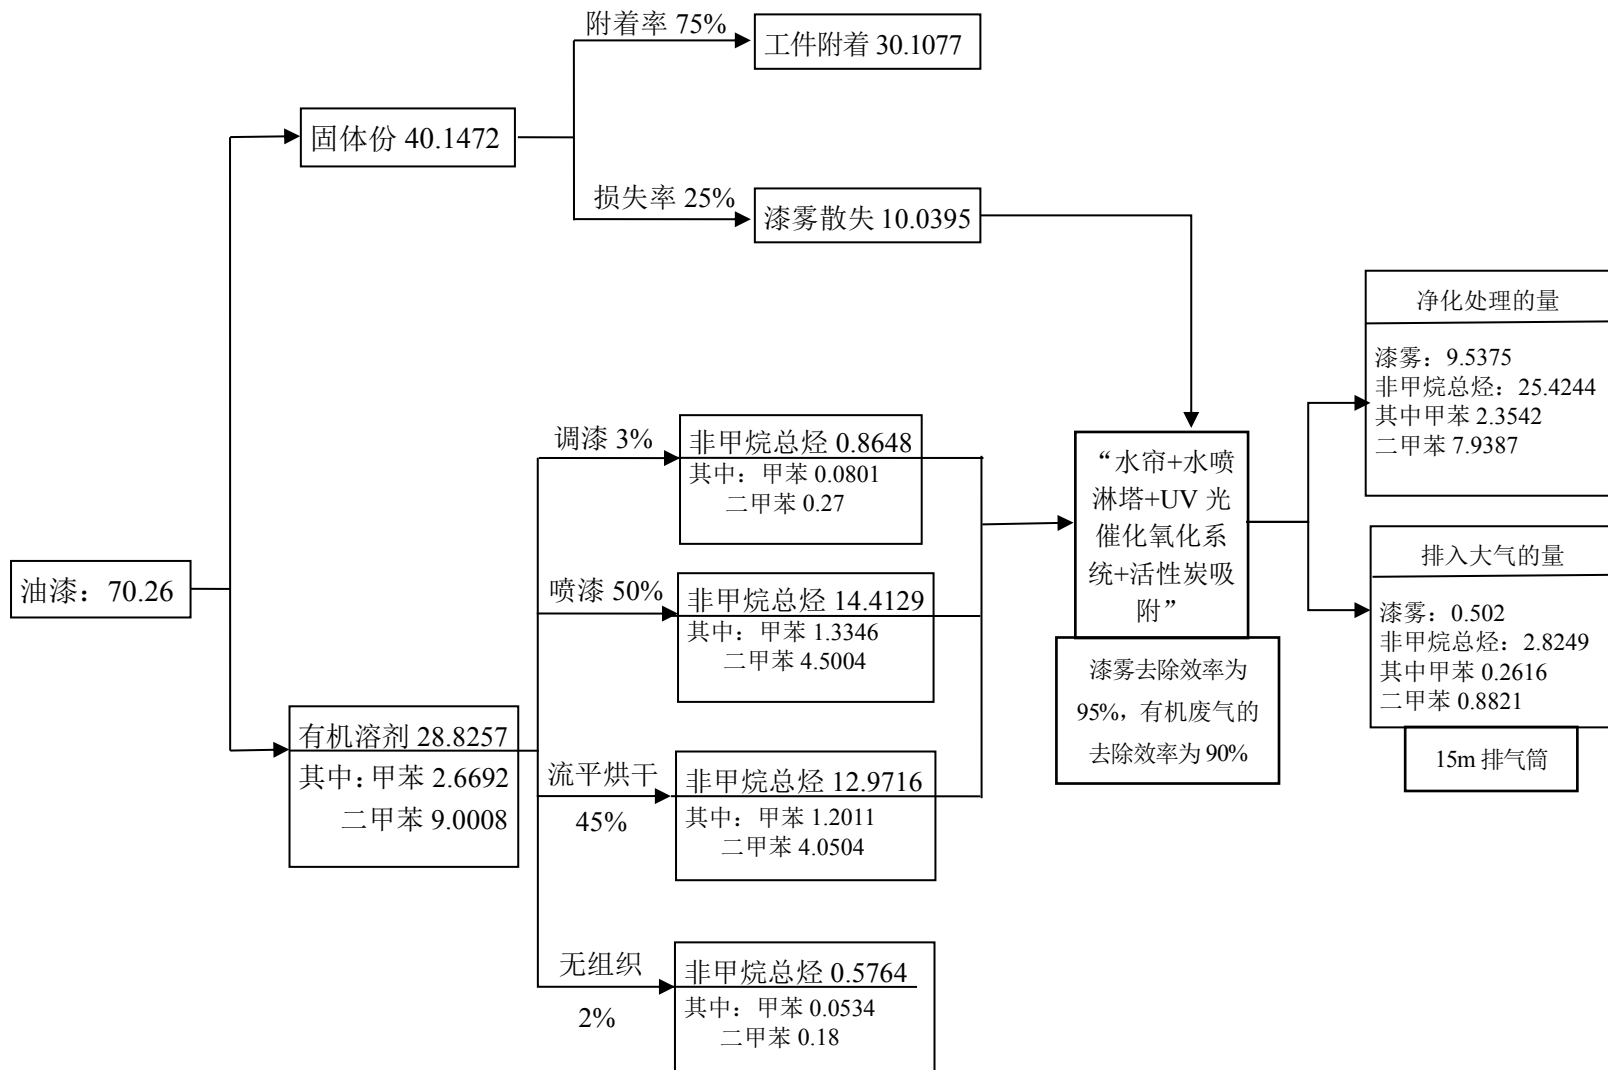 附着率 75%
工件附着 30.1077
固体份 40.1472
损失率 25%
漆雾散失 10.0395
净化处理的量
漆雾：9.5375
非甲烷总烃：25.4244
其中甲苯 2.3542
二甲苯 7.9387
调漆 3%
非甲烷总烃 0.8648
其中：甲苯 0.0801
二甲苯 0.27
“水帘+水喷
淋塔+UV 光
催化氧化系
统+活性炭吸
附”
漆雾去除效率为
95%，有机废气的
去除效率为 90%
排入大气的量
漆雾：0.502
非甲烷总烃：2.8249
其中甲苯 0.2616
二甲苯 0.8821
15m 排气筒
油漆：70.26
喷漆 50%
非甲烷总烃 14.4129
其中：甲苯 1.3346
二甲苯 4.5004
有机溶剂 28.8257
其中：甲苯 2.6692
二甲苯 9.0008
流平烘干
45%
非甲烷总烃 12.9716
其中：甲苯 1.2011
二甲苯 4.0504
无组织
2%
非甲烷总烃 0.5764
其中：甲苯 0.0534
二甲苯 0.18